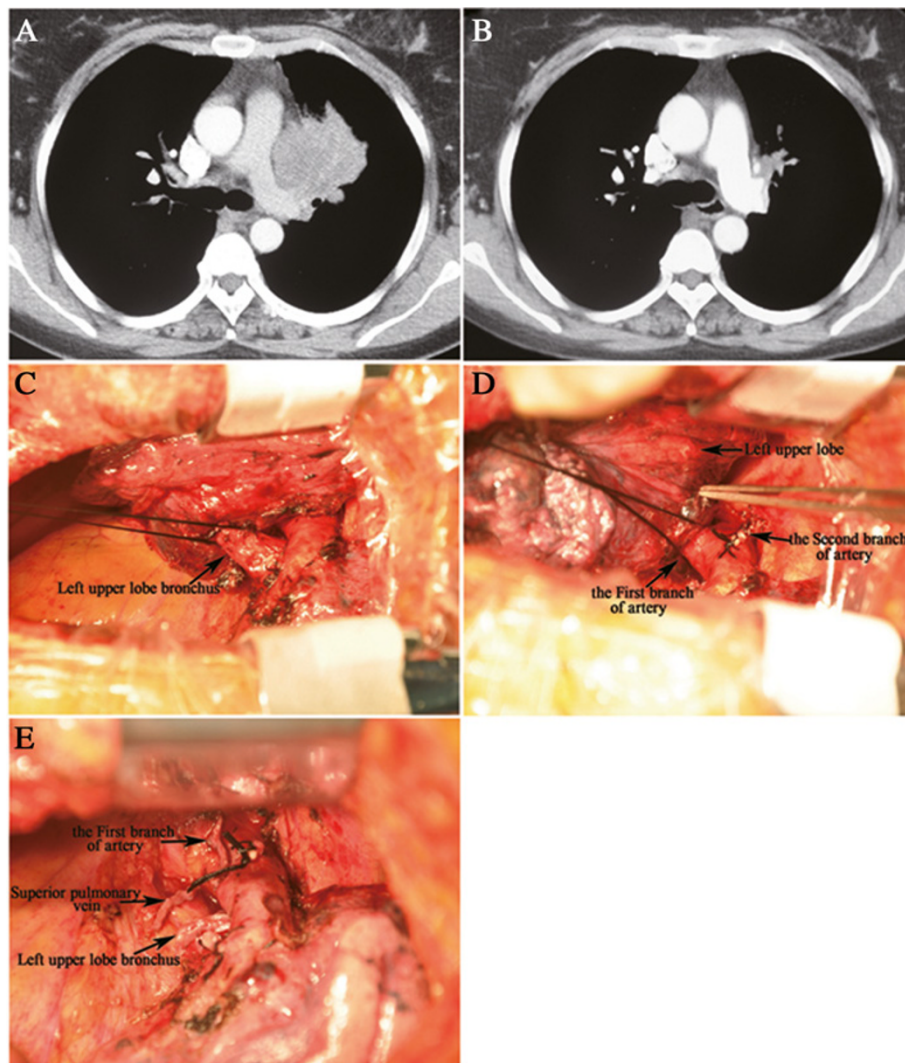 A
B
C
Left upper lobe bronchus
D
Left upper lobe
the Second branch
of artery
the First branch
of artery
E
the First branch
of artery
Superior pulmonary
vein
Left upper lobe bronchus